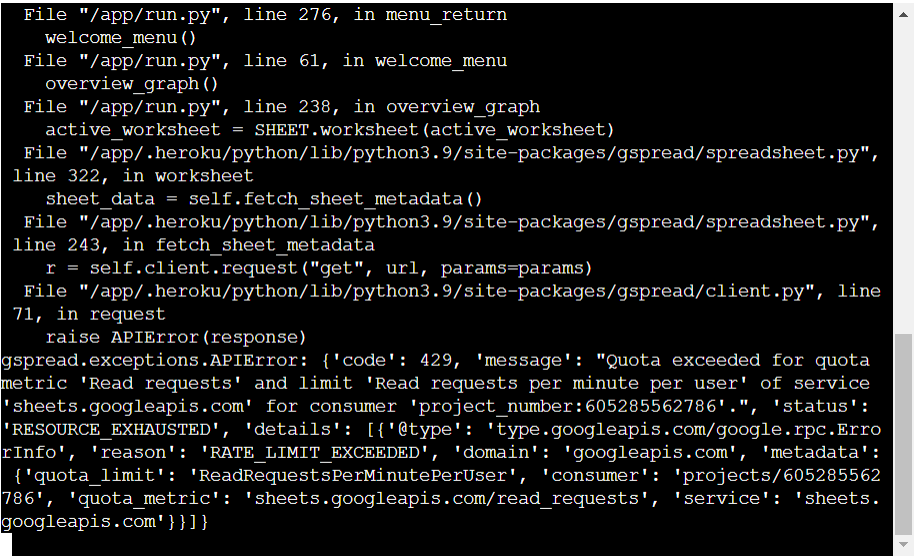 File "/app/run.py", line 276, in menu_return
welcome_menu()
File "/app/run.py", line 61, in welcome_menu
overview_graph()
File "/app/run.py", line 238, in overview_graph
active_worksheet = SHEET.worksheet(active_worksheet)
File "/app/.heroku/python/lib/python3.9/site-packages/gspread/spreadsheet.py",
line 322, in worksheet
sheet_data = self.fetch_sheet_metadata()
File "/app/.heroku/python/lib/python3.9/site-packages/gspread/spreadsheet.py",
line 243, in fetch_sheet_metadata
r = self.client.request("get", url, params=params)
File "/app/.heroku/python/lib/python3.9/site-packages/gspread/client.py", line
71, in request
raise APIError(response)
gspread.exceptions.APIError: {'code': 429, 'message': "Quota exceeded for quota
metric 'Read requests' and limit 'Read requests per minute per user' of service
'sheets.googleapis.com' for consumer 'project_number:605285562786'.", 'status':
'RESOURCE_EXHAUSTED', 'details': [{'@type': 'type.googleapis.com/google.rpc.Erro
rInfo', 'reason': 'RATE_LIMIT_EXCEEDED', 'domain': 'googleapis.com', 'metadata':
{'quota_limit': 'ReadRequestsPerMinutePerUser', 'consumer': 'projects/605285562
786', 'quota_metric': 'sheets.googleapis.com/read_requests', 'service': 'sheets.
googleapis.com'}}]}